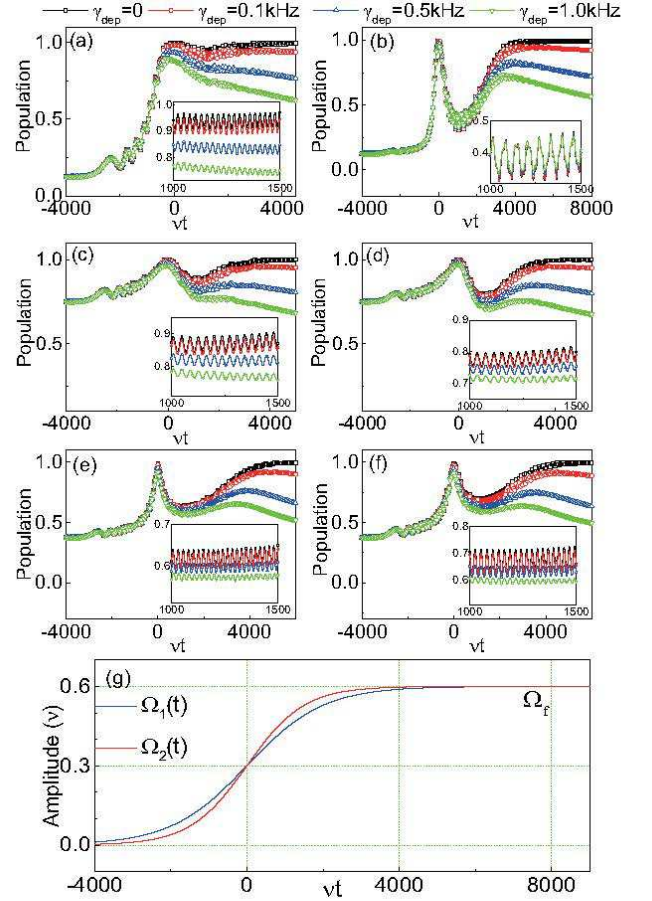 γdep=0 γdep=0.1kHz γdep=0.5kHz γdep=1.0kHz
(a)
Population
1.0
0.5
0.0
-4000 0 4000
νt
1.0
0.9
0.8
1000 1500
(b)
Population
1.0
0.5
0.0
-4000 0 4000 8000
νt
0.5
0.4
1000 1500
(c)
Population
1.0
0.5
0.0
-4000 0 4000
νt
0.9
0.8
1000 1500
(d)
Population
1.0
0.5
0.0
-4000 0 4000
νt
0.9
0.8
0.7
1000 1500
(e)
Population
1.0
0.5
0.0
-4000 0 4000
νt
0.7
0.6
1000 1500
(f)
Population
1.0
0.5
0.0
-4000 0 4000
νt
0.8
0.7
0.6
1000 1500
(g)
Amplitude (ν)
0.6
0.3
0.0
Ω1(t)
Ω2(t)
Ωf
-4000 0 4000 8000
νt